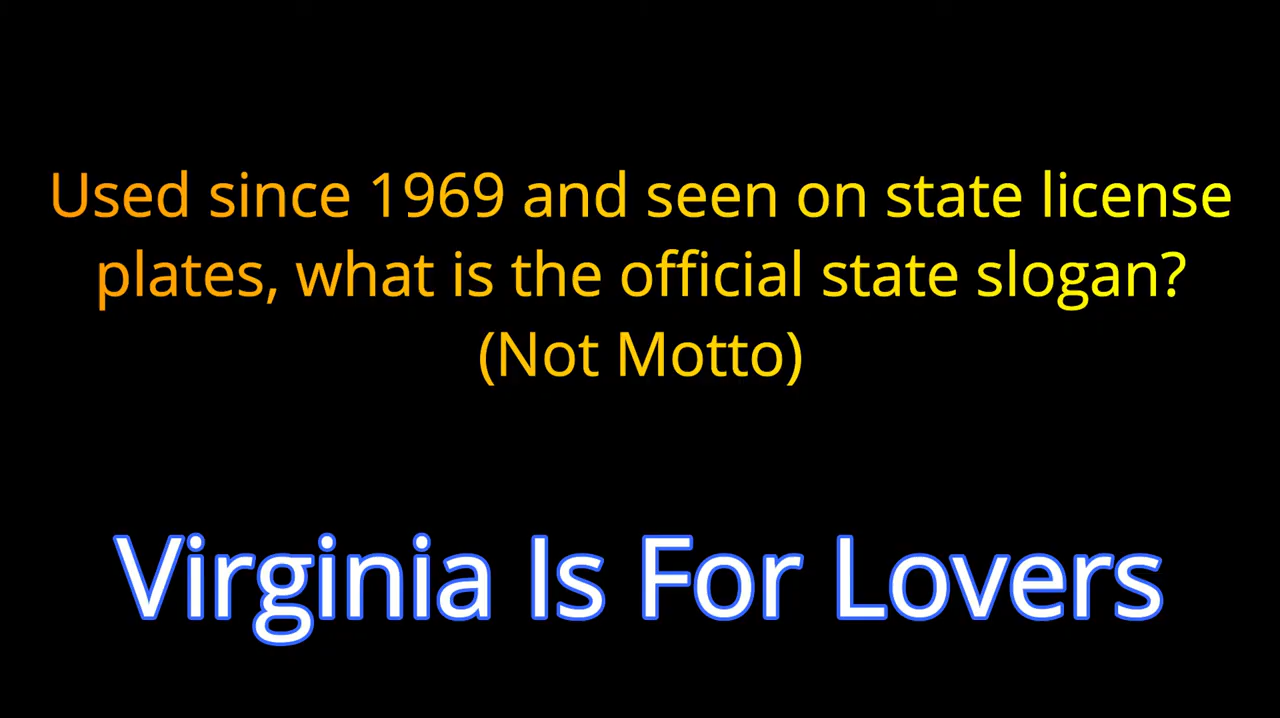 Used since 1969 and seen on state license
plates, what is the official state slogan?
(Not Motto)
Virginia Is For Lovers